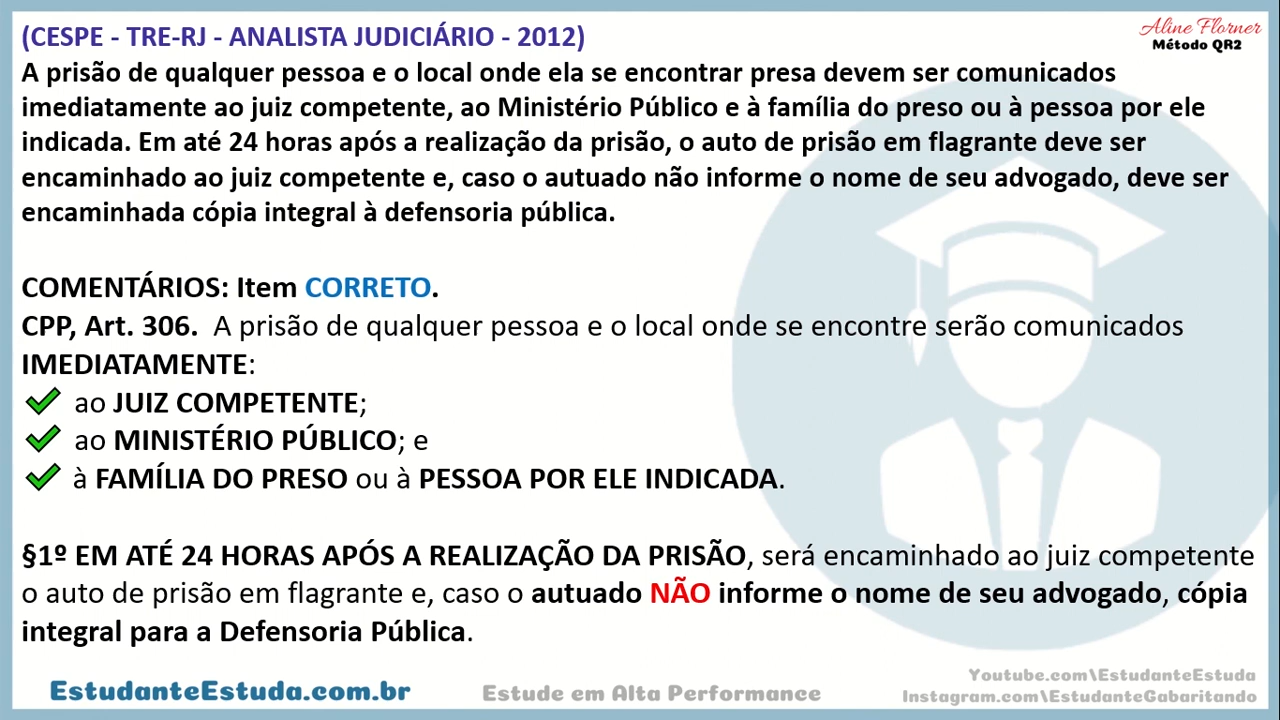 (CESPE - TRE-RJ - ANALISTA JUDICIÁRIO - 2012)
Aline Florner
Método QR2
A prisão de qualquer pessoa e o local onde ela se encontrar presa devem ser comunicados
imediatamente ao juiz competente, ao Ministério Público e à família do preso ou à pessoa por ele
indicada. Em até 24 horas após a realização da prisão, o auto de prisão em flagrante deve ser
encaminhado ao juiz competente e, caso o autuado não informe o nome de seu advogado, deve ser
encaminhada cópia integral à defensoria pública.
COMENTÁRIOS: Item CORRETO.
CPP, Art. 306. A prisão de qualquer pessoa e o local onde se encontre serão comunicados
IMEDIATAMENTE:
ao JUIZ COMPETENTE;
ao MINISTÉRIO PÚBLICO; e
à FAMÍLIA DO PRESO ou à PESSOA POR ELE INDICADA.
§1º EM ATÉ 24 HORAS APÓS A REALIZAÇÃO DA PRISÃO, será encaminhado ao juiz competente
o auto de prisão em flagrante e, caso o autuado NÃO informe o nome de seu advogado, cópia
integral para a Defensoria Pública.
EstudanteEstuda.com.br
Estude em Alta Performance
Youtube.com\EstudanteEstuda
Instagram.com\EstudanteGabaritando